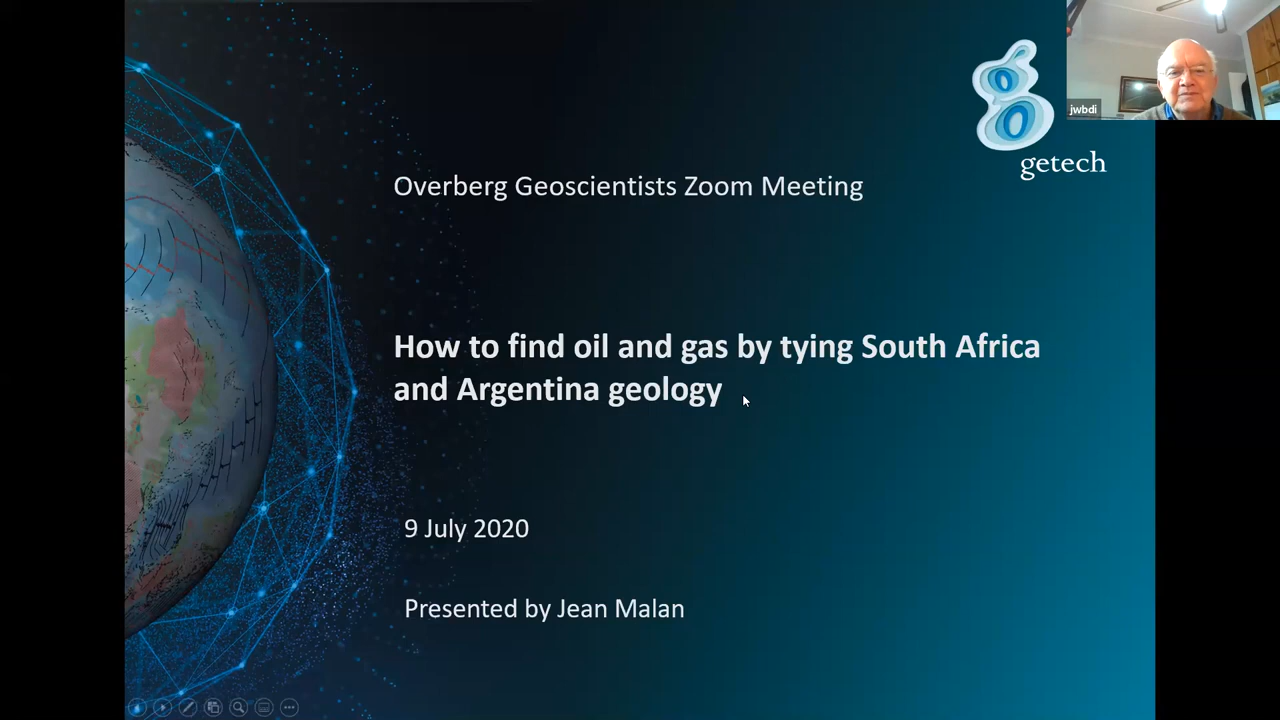 jwbdi
getech
Overberg Geoscientists Zoom Meeting
How to find oil and gas by tying South Africa
and Argentina geology
9 July 2020
Presented by Jean Malan